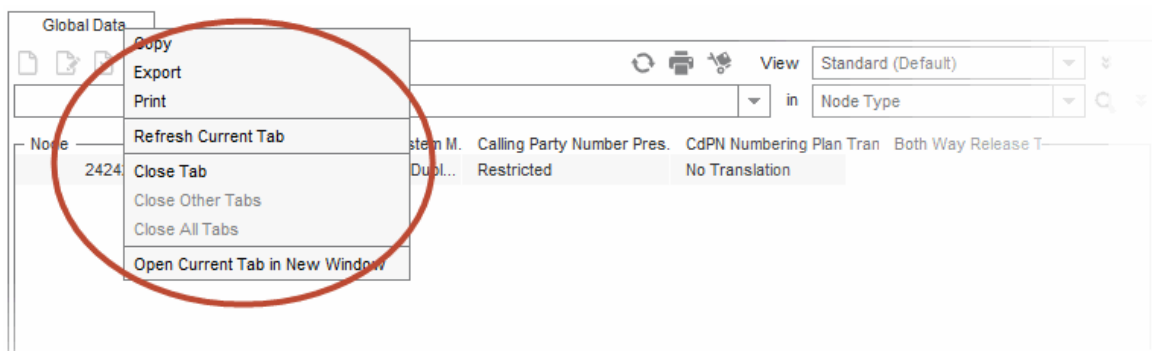 Global Data
Copy
Export
Print
Refresh Current Tab
Close Tab
Close Other Tabs
Close All Tabs
Open Current Tab in New Window
View Standard (Default)
in Node Type
Node stem M. Calling Party Number Pres. CdPN Numbering Plan Tran Both Way Release T
2424 Dupl... Restricted No Translation